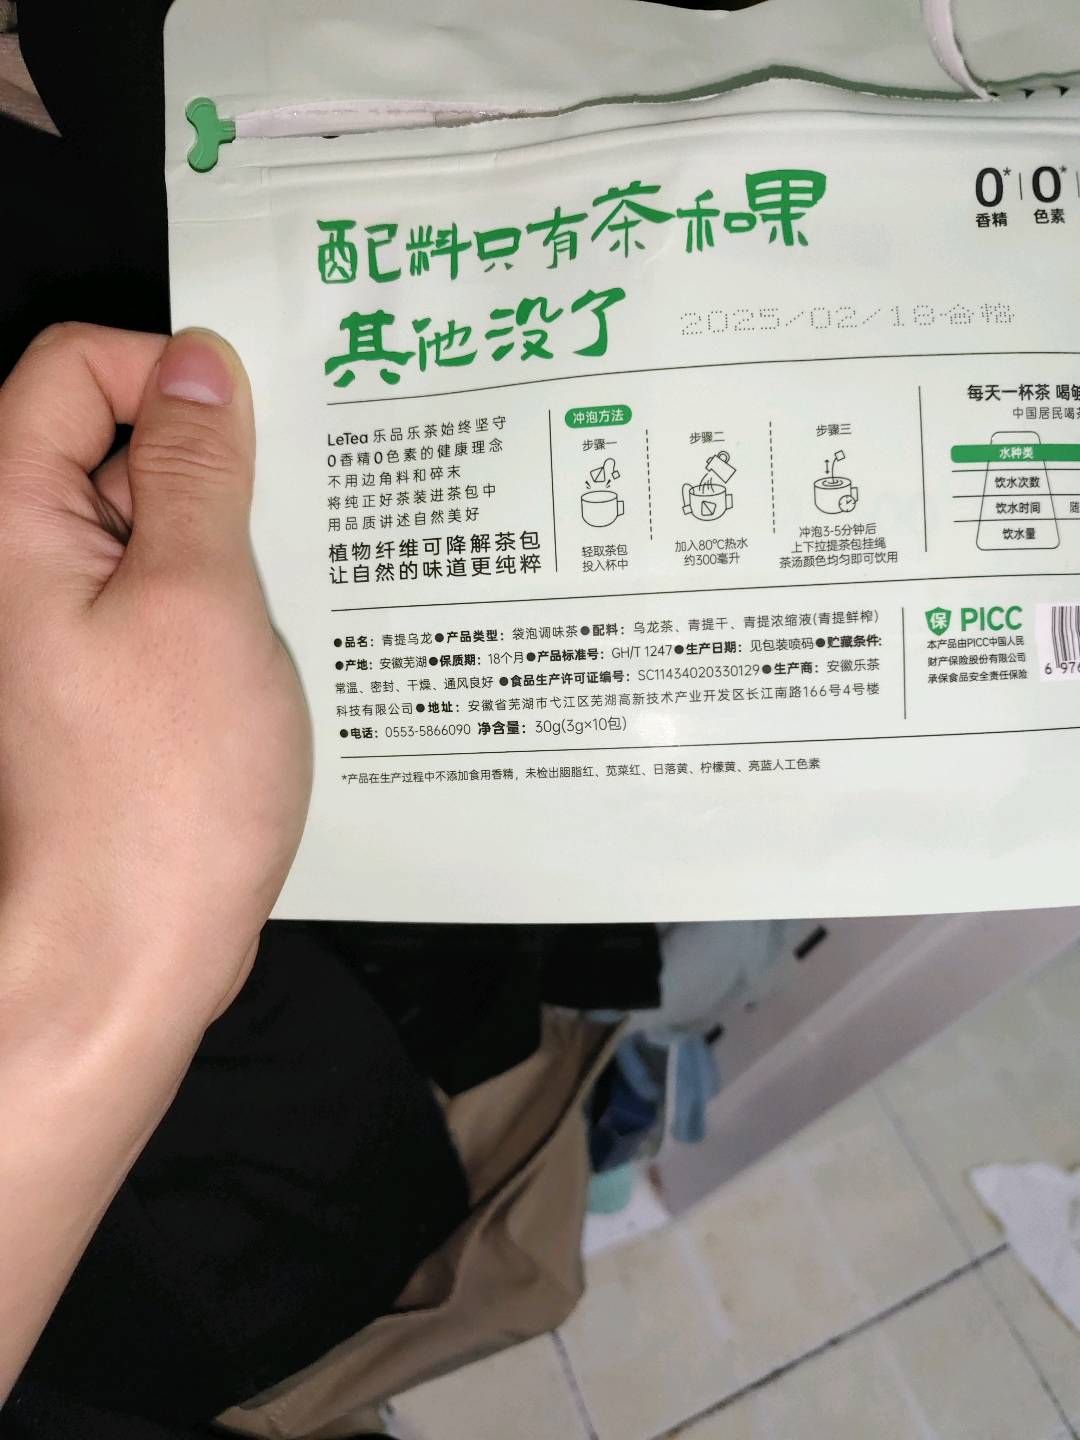 配料只有茶和果
其他没了
0* 0*
香精 色素
2025/02/18合格
LeTea 乐品乐茶始终坚守
0香精0色素的健康理念
不用边角料和碎末
将纯正好茶装进茶包中
用品质讲述自然美好
植物纤维可降解茶包
让自然的味道更纯粹
冲泡方法
步骤一
轻取茶包
投入杯中
步骤二
加入80℃热水
约300毫升
步骤三
冲泡3-5分钟后
上下拉提茶包挂绳
茶汤颜色均匀即可饮用
每天一杯茶 喝够
中国居民喝茶
水种类
饮水次数
饮水时间 随
饮水量
●品名：青提乌龙●产品类型：袋泡调味茶●配料：乌龙茶、青提干、青提浓缩液(青提鲜榨)
●产地：安徽芜湖●保质期：18个月●产品标准号：GH/T 1247●生产日期：见包装喷码●贮藏条件：
常温、密封、干燥、通风良好●食品生产许可证编号：SC11434020330129●生产商：安徽乐茶
科技有限公司●地址：安徽省芜湖市弋江区芜湖高新技术产业开发区长江南路166号4号楼
●电话：0553-5866090 净含量：30g(3g×10包)
保 PICC
本产品由PICC中国人民
财产保险股份有限公司
承保食品安全责任保险
6 976
*产品在生产过程中不添加食用香精，未检出胭脂红、苋菜红、日落黄、柠檬黄、亮蓝人工色素